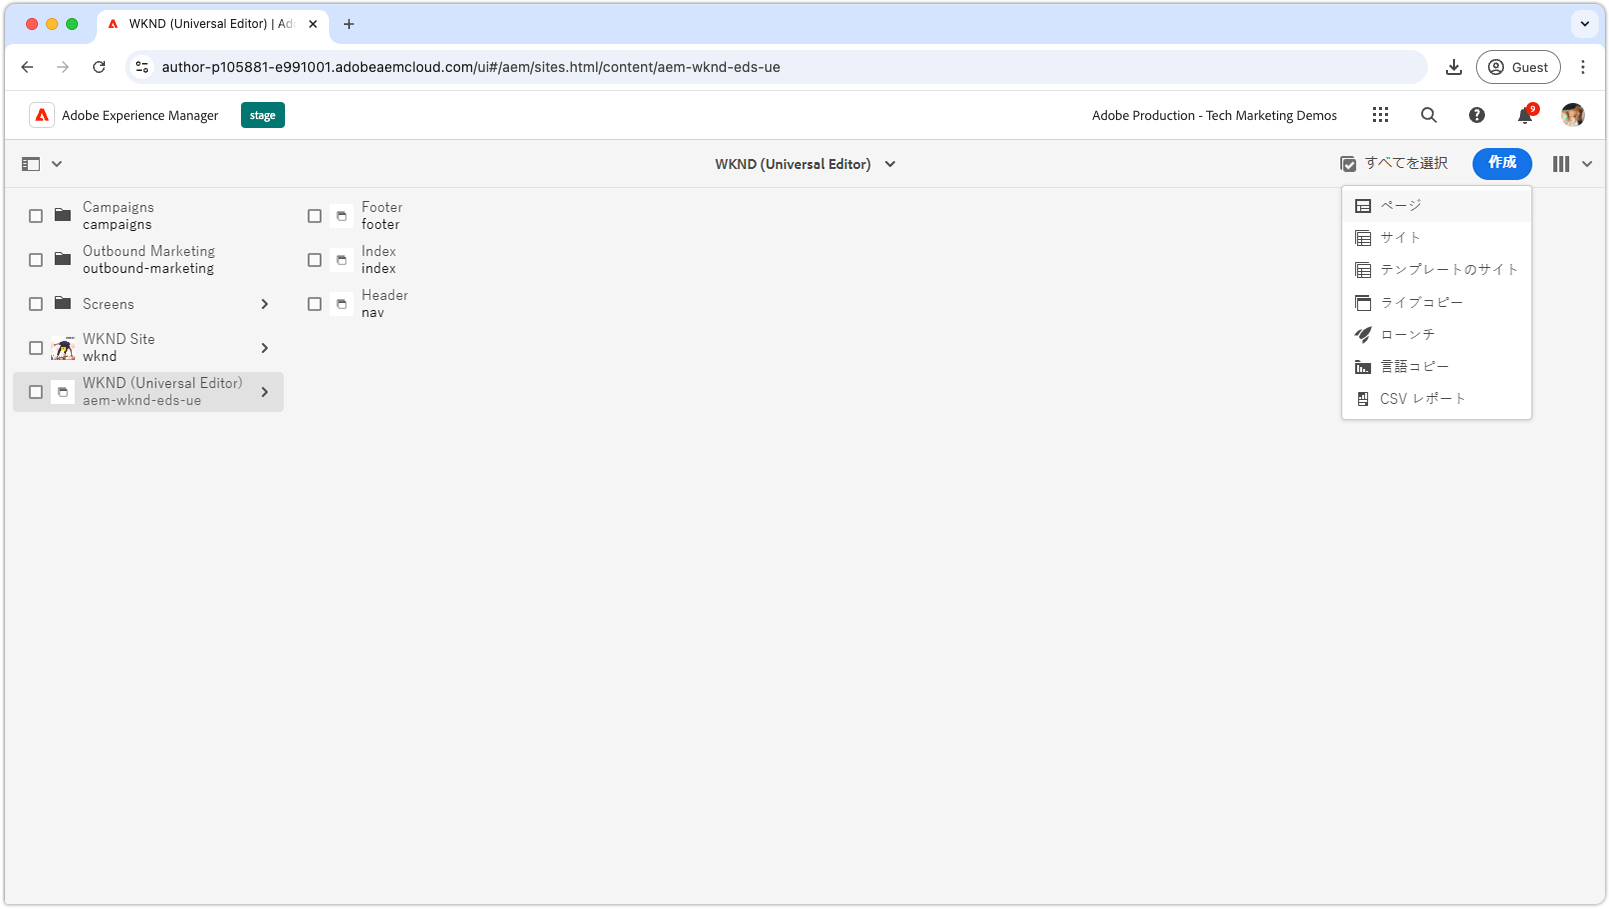 WKND (Universal Editor) | Ad
author-p105881-e991001.adobeaemcloud.com/ui#/aem/sites.html/content/aem-wknd-eds-ue
Guest
Adobe Experience Manager
stage
Adobe Production - Tech Marketing Demos
9
WKND (Universal Editor)
すべてを選択
作成
Campaigns
campaigns
Outbound Marketing
outbound-marketing
Screens
WKND Site
wknd
WKND (Universal Editor)
aem-wknd-eds-ue
Footer
footer
Index
index
Header
nav
ページ
サイト
テンプレートのサイト
ライブコピー
ローンチ
言語コピー
CSV レポート